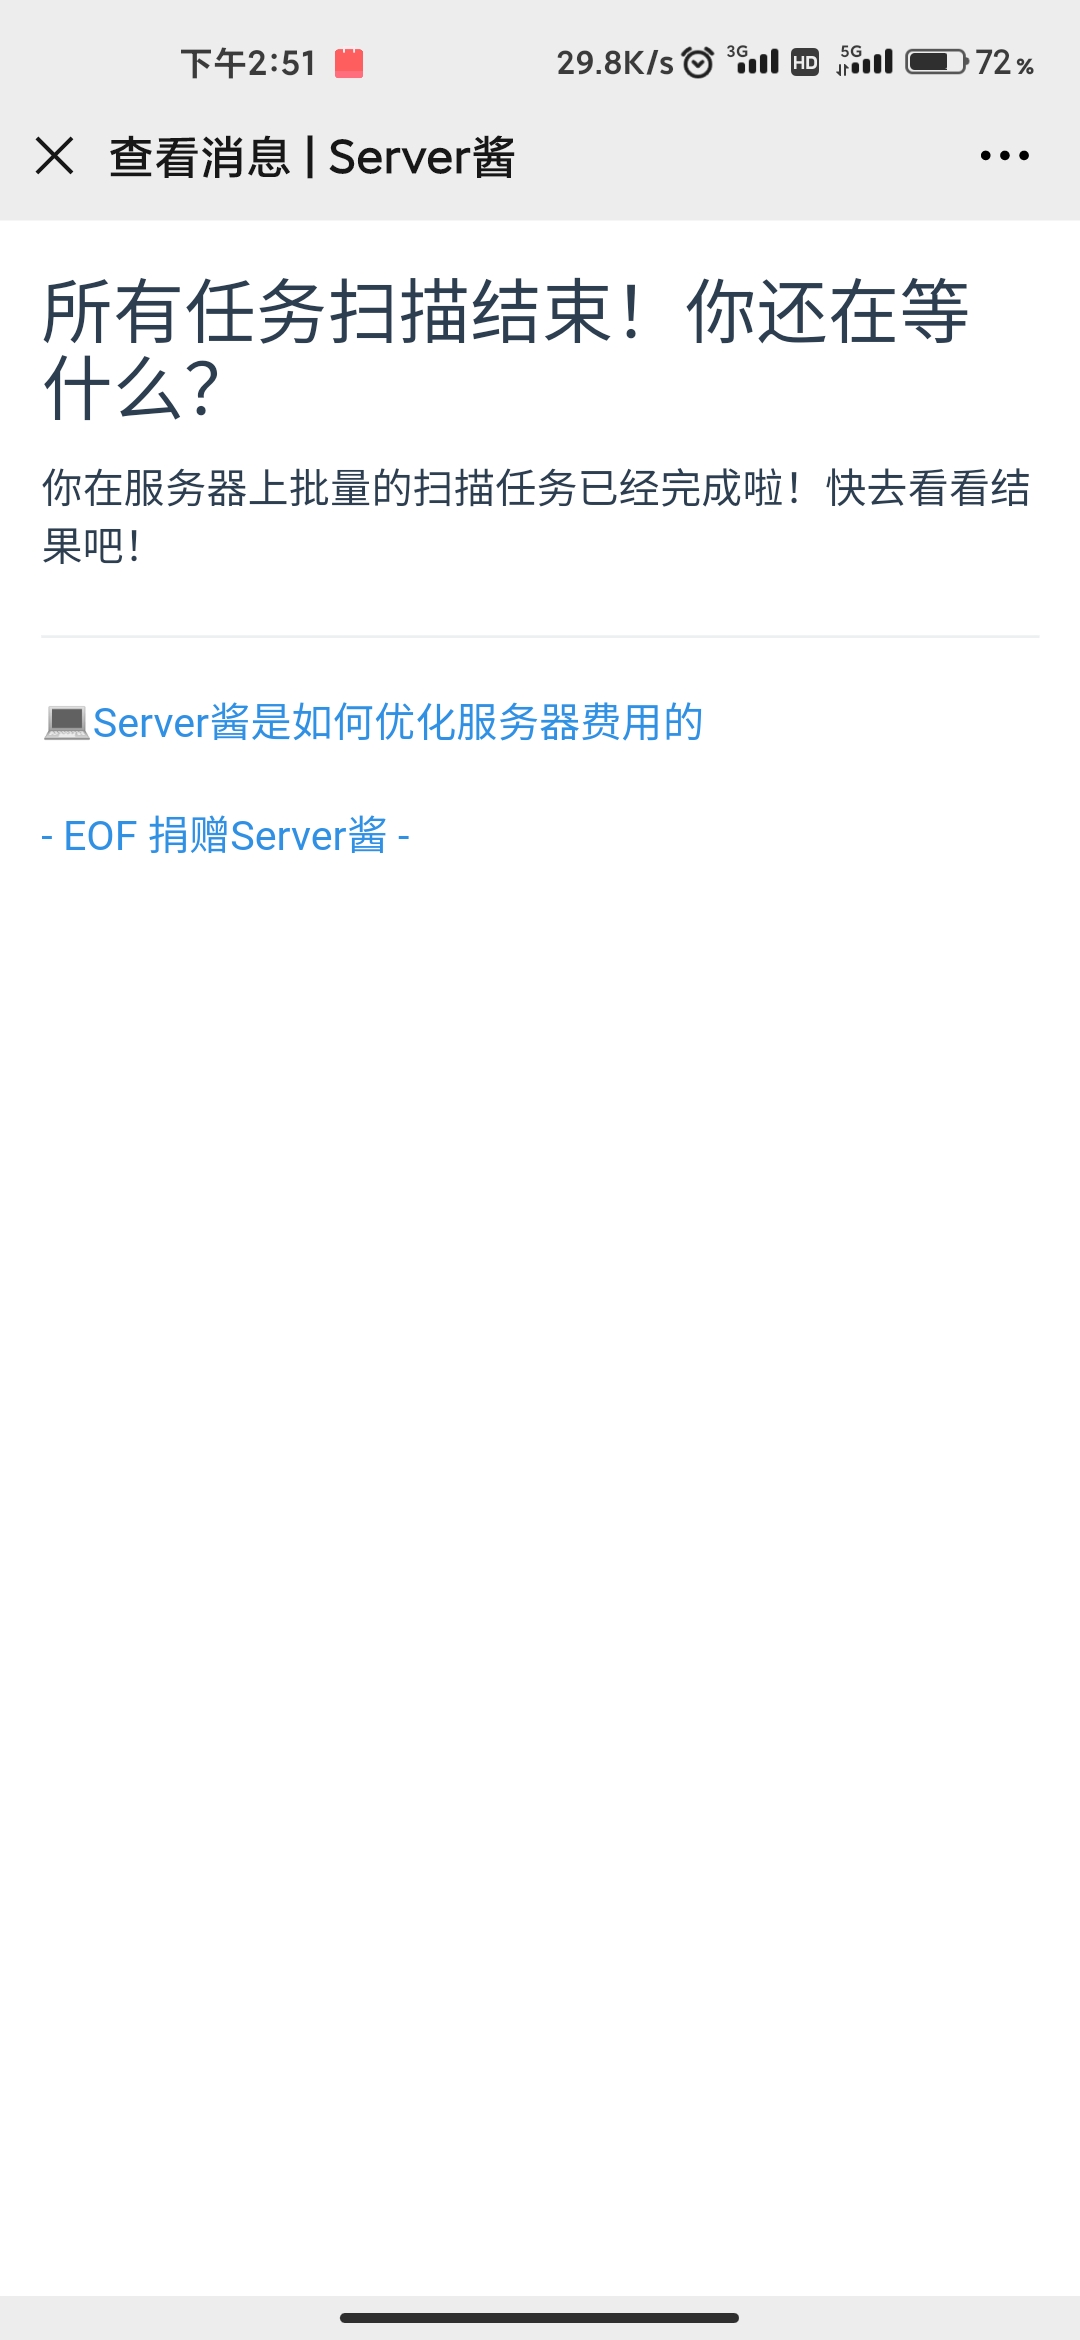 下午2:51 29.8K/s 3G HD 5G 72%
查看消息 | Server酱
所有任务扫描结束！你还在等
什么？
你在服务器上批量的扫描任务已经完成啦！快去看看结
果吧！
Server酱是如何优化服务器费用的
- EOF 捐赠Server酱 -